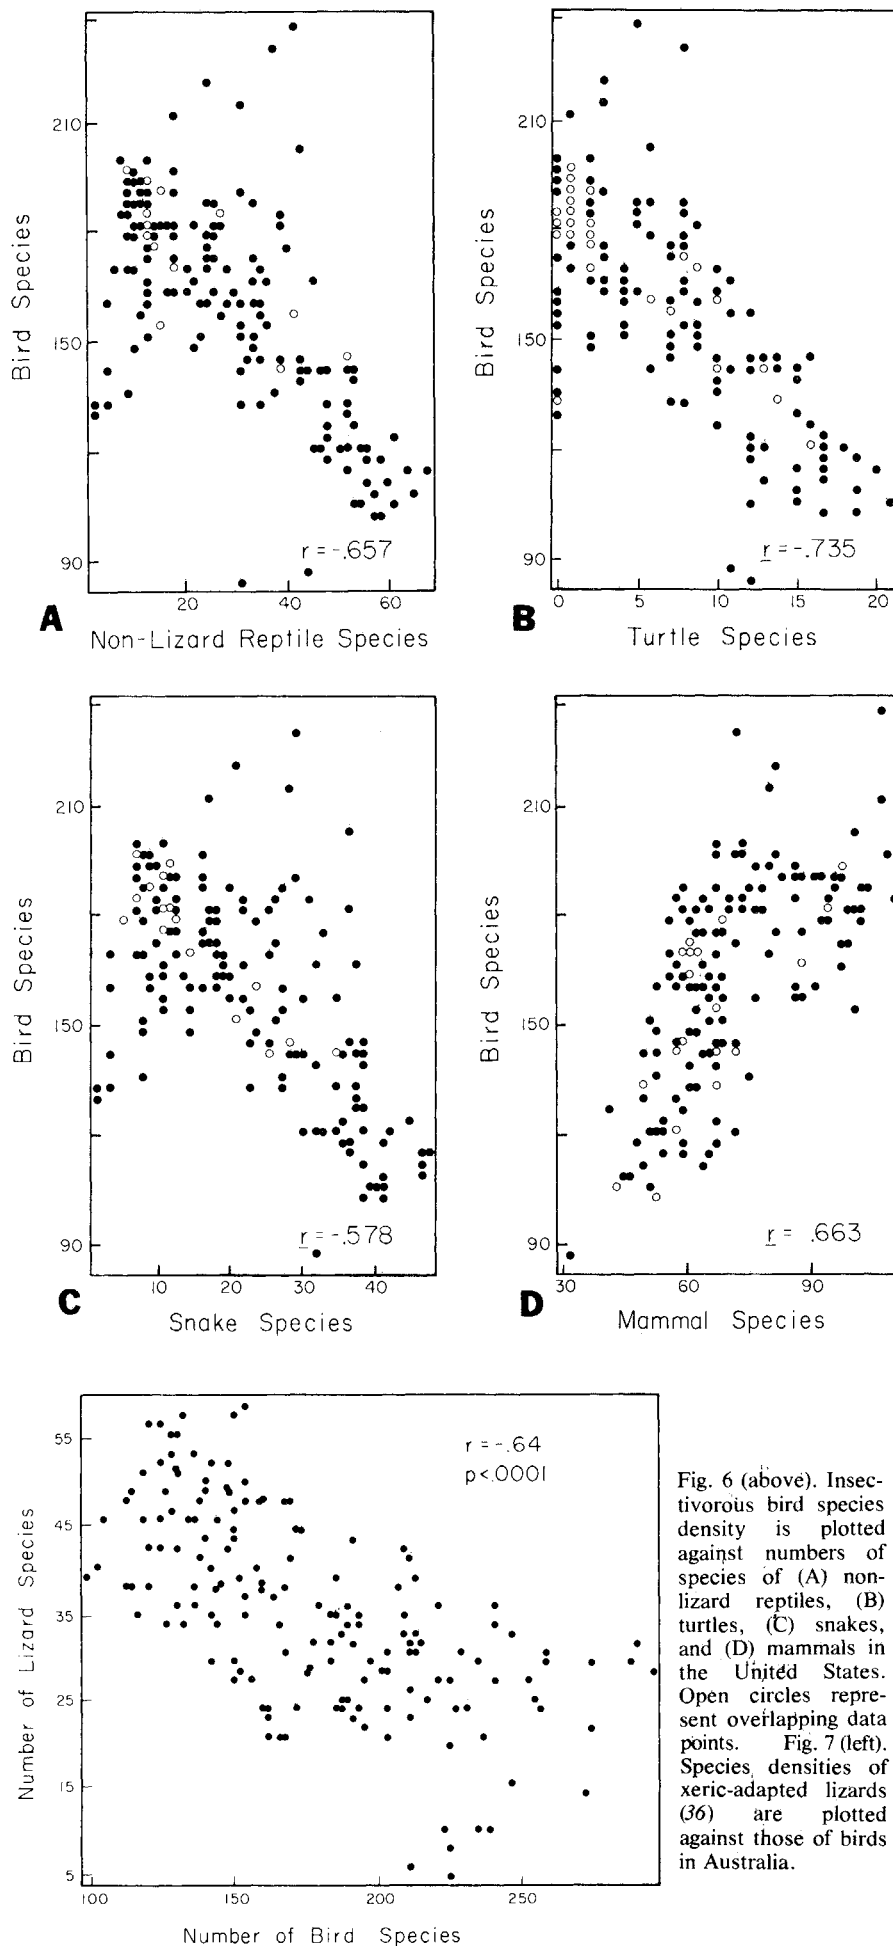 210
150
90
Bird Species
20 40 60
r = -.657
A
Non-Lizard Reptile Species
210
150
90
Bird Species
0 5 10 15 20
r = -.735
B
Turtle Species
210
150
90
Bird Species
10 20 30 40
r = -.578
C
Snake Species
210
150
90
Bird Species
30 60 90
r = .663
D
Mammal Species
55
45
35
25
15
5
Number of Lizard Species
r = -.64
p<.0001
100 150 200 250
Number of Bird Species
Fig. 6 (above). Insec-
tivorous bird species
density is plotted
against numbers of
species of (A) non-
lizard reptiles, (B)
turtles, (C) snakes,
and (D) mammals in
the United States.
Open circles repre-
sent overlapping data
points. Fig. 7 (left).
Species densities of
xeric-adapted lizards
(36) are plotted
against those of birds
in Australia.